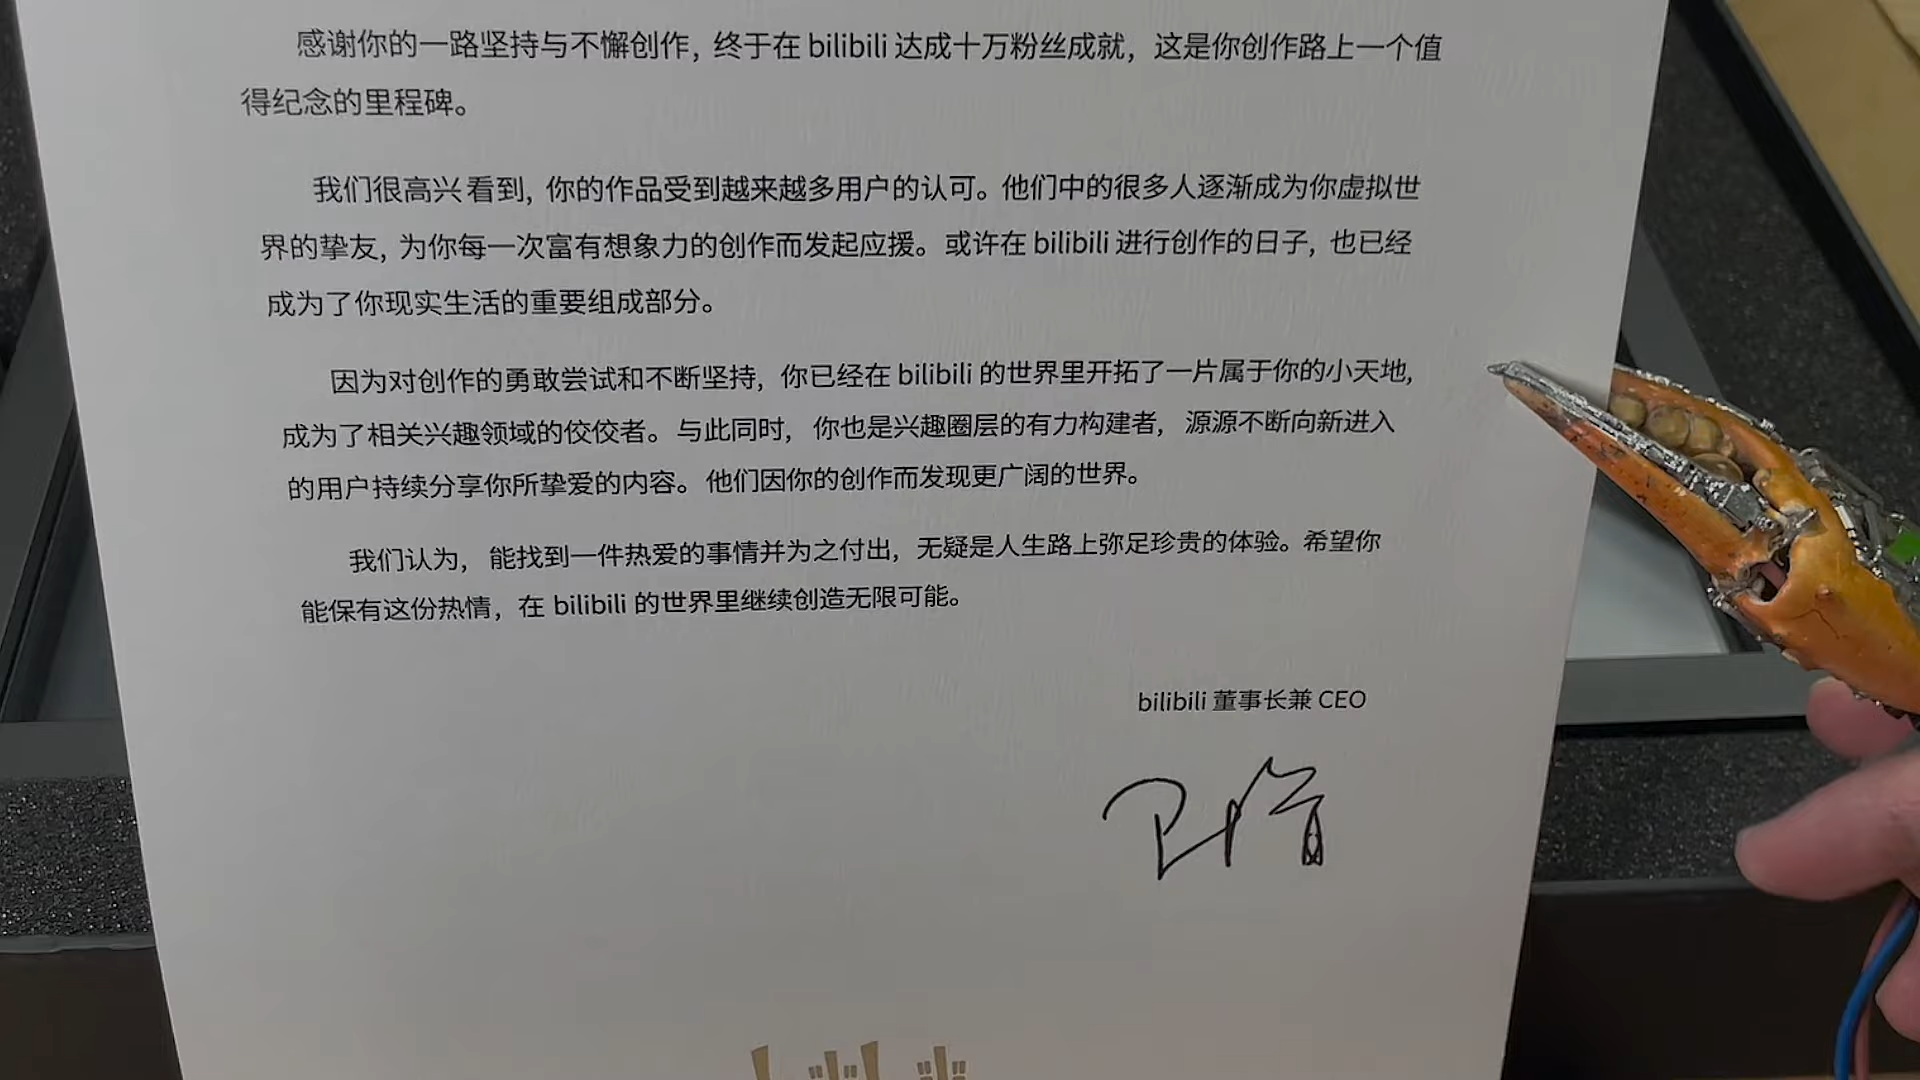 感谢你的一路坚持与不懈创作，终于在 bilibili 达成十万粉丝成就，这是你创作路上一个值
得纪念的里程碑。
我们很高兴看到，你的作品受到越来越多用户的认可。他们中的很多人逐渐成为你虚拟世
界的挚友，为你每一次富有想象力的创作而发起应援。或许在 bilibili 进行创作的日子，也已经
成为了你现实生活的重要组成部分。
因为对创作的勇敢尝试和不断坚持，你已经在 bilibili 的世界里开拓了一片属于你的小天地，
成为了相关兴趣领域的佼佼者。与此同时，你也是兴趣圈层的有力构建者，源源不断向新进入
的用户持续分享你所挚爱的内容。他们因你的创作而发现更广阔的世界。
我们认为，能找到一件热爱的事情并为之付出，无疑是人生路上弥足珍贵的体验。希望你
能保有这份热情，在 bilibili 的世界里继续创造无限可能。
bilibili 董事长兼 CEO